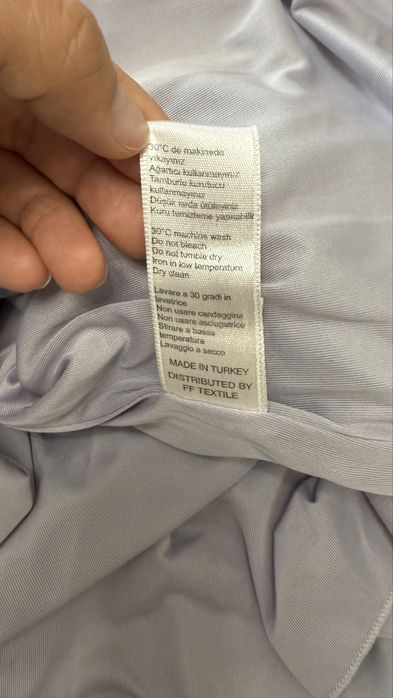 30°C de makinede
yıkayınız
Ağartıcı kullanmayınız
Tamburlu kurutucu
kullanmayınız
Düşük ısıda ütüleyiniz
Kuru temizleme yapılabilir
30°C machine wash
Do not bleach
Do not tumble dry
Iron in low temperature
Dry clean
Lavare a 30 gradi in
lavatrice
Non usare candeggina
Non usare asciugatrice
Stirare a bassa
temperatura
Lavaggio a secco
MADE IN TURKEY
DISTRIBUTED BY
FF TEXTILE